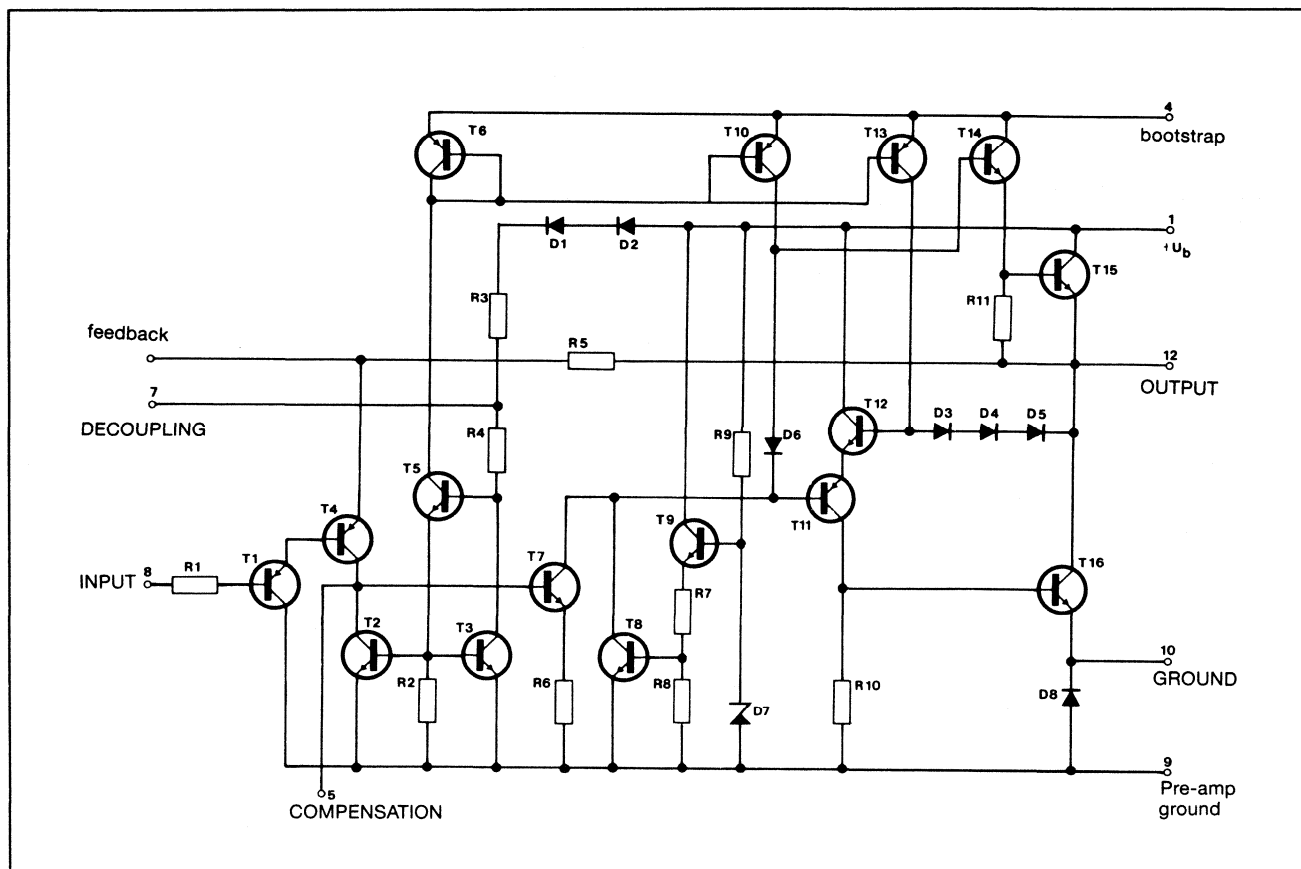 4
bootstrap
T6
T10
T13
T14
1
+U_b
D1
D2
T15
R3
R11
feedback
R5
12
OUTPUT
7
DECOUPLING
R4
T12
D3
D4
D5
R9
D6
T5
T11
T4
T9
T1
T7
T16
8
INPUT
R1
R7
T2
T3
T8
10
GROUND
R2
R6
R8
R10
D8
D7
9
Pre-amp
ground
5
COMPENSATION